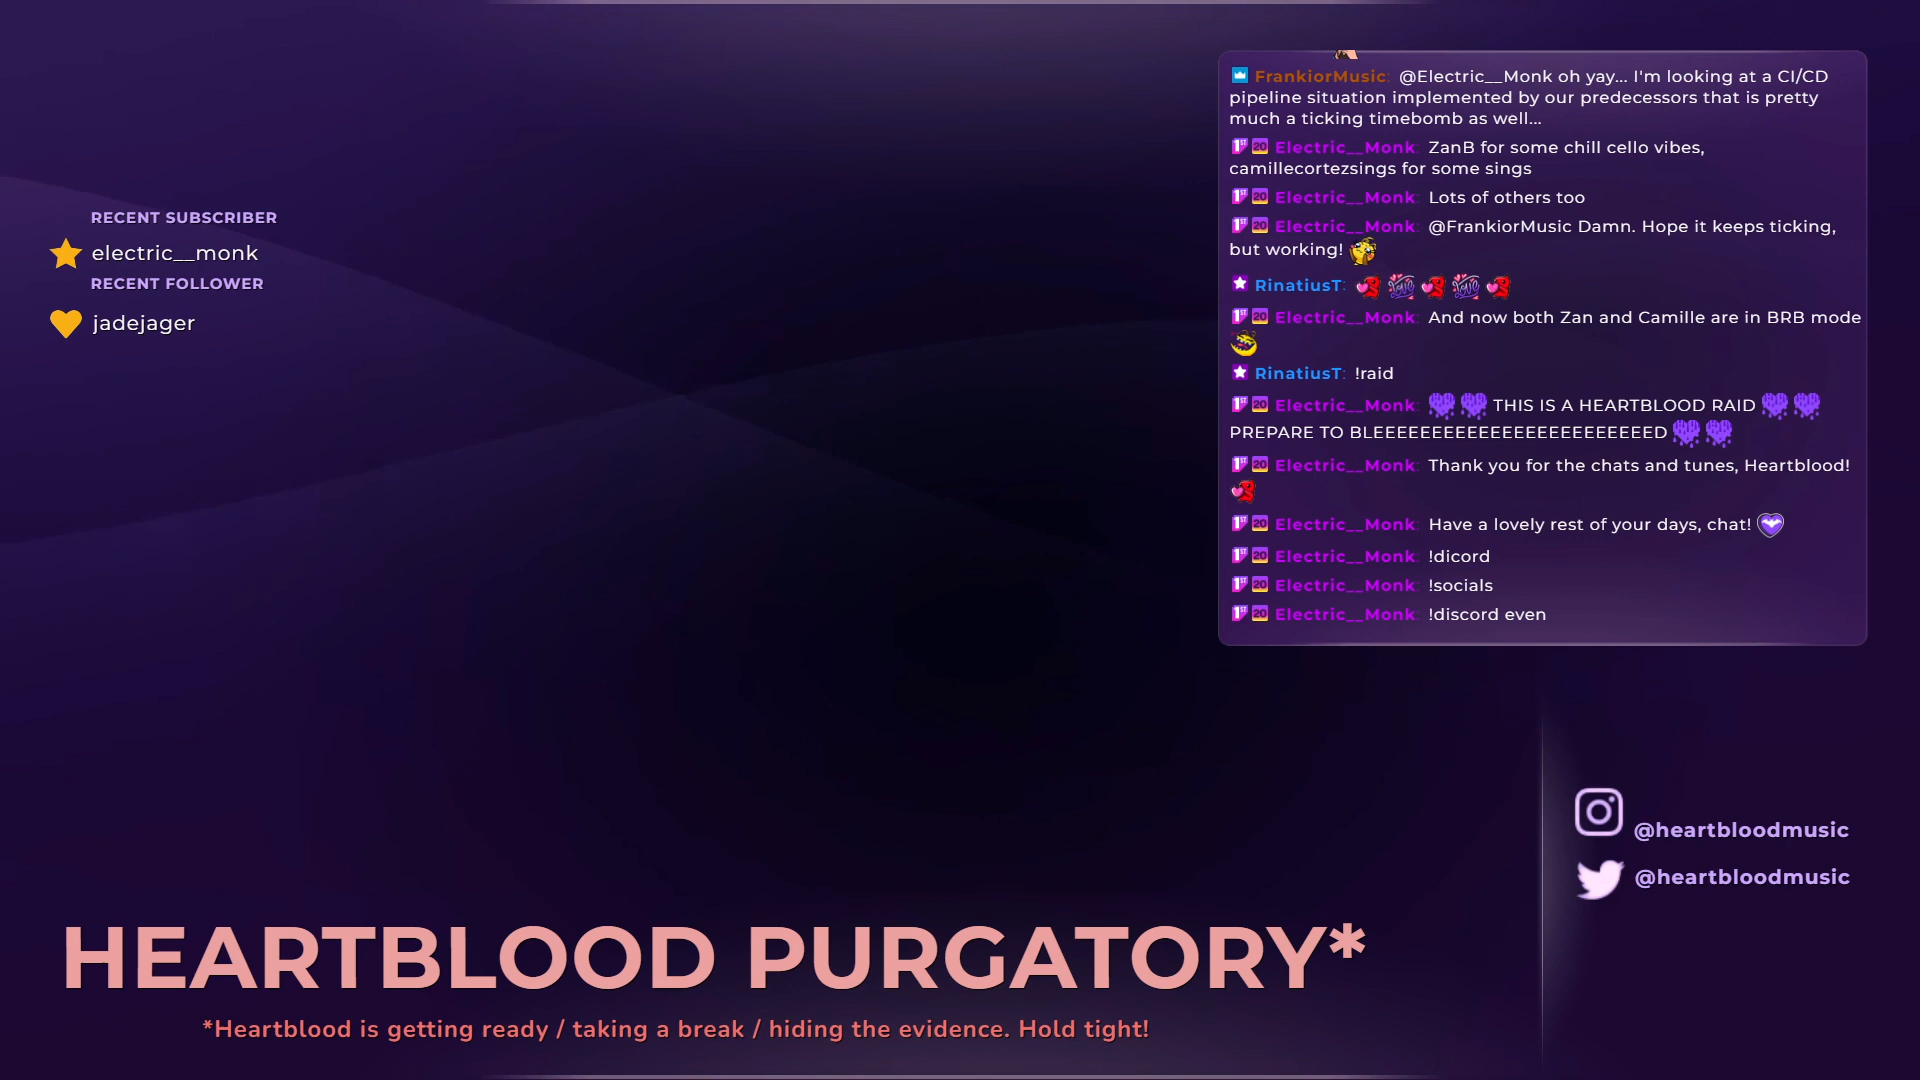 FrankiorMusic: @Electric__Monk oh yay... I'm looking at a CI/CD
pipeline situation implemented by our predecessors that is pretty
much a ticking timebomb as well...
Electric__Monk: ZanB for some chill cello vibes,
camillecortezsings for some sings
Electric__Monk: Lots of others too
Electric__Monk: @FrankiorMusic Damn. Hope it keeps ticking,
but working!
RinatiusT:
Electric__Monk: And now both Zan and Camille are in BRB mode
RinatiusT: !raid
Electric__Monk: THIS IS A HEARTBLOOD RAID
PREPARE TO BLEEEEEEEEEEEEEEEEEEEEEEEED
Electric__Monk: Thank you for the chats and tunes, Heartblood!
Electric__Monk: Have a lovely rest of your days, chat!
Electric__Monk: !dicord
Electric__Monk: !socials
Electric__Monk: !discord even
RECENT SUBSCRIBER
electric__monk
RECENT FOLLOWER
jadejager
@heartbloodmusic
@heartbloodmusic
HEARTBLOOD PURGATORY*
*Heartblood is getting ready / taking a break / hiding the evidence. Hold tight!